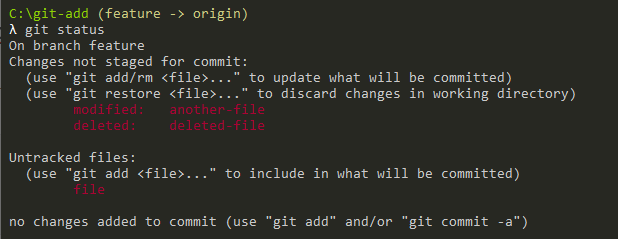 C:\git-add (feature -> origin)
λ git status
On branch feature
Changes not staged for commit:
  (use "git add/rm <file>..." to update what will be committed)
  (use "git restore <file>..." to discard changes in working directory)
        modified:   another-file
        deleted:    deleted-file

Untracked files:
  (use "git add <file>..." to include in what will be committed)
        file

no changes added to commit (use "git add" and/or "git commit -a")